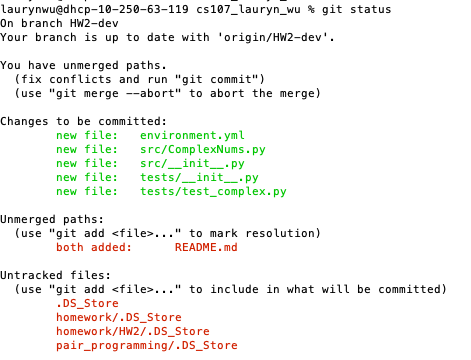 laurynwu@dhcp-10-250-63-119 cs107_lauryn_wu % git status
On branch HW2-dev
Your branch is up to date with 'origin/HW2-dev'.
You have unmerged paths.
(fix conflicts and run "git commit")
(use "git merge --abort" to abort the merge)
Changes to be committed:
new file:   environment.yml
new file:   src/ComplexNums.py
new file:   src/__init__.py
new file:   tests/__init__.py
new file:   tests/test_complex.py
Unmerged paths:
(use "git add <file>..." to mark resolution)
both added:      README.md
Untracked files:
(use "git add <file>..." to include in what will be committed)
.DS_Store
homework/.DS_Store
homework/HW2/.DS_Store
pair_programming/.DS_Store